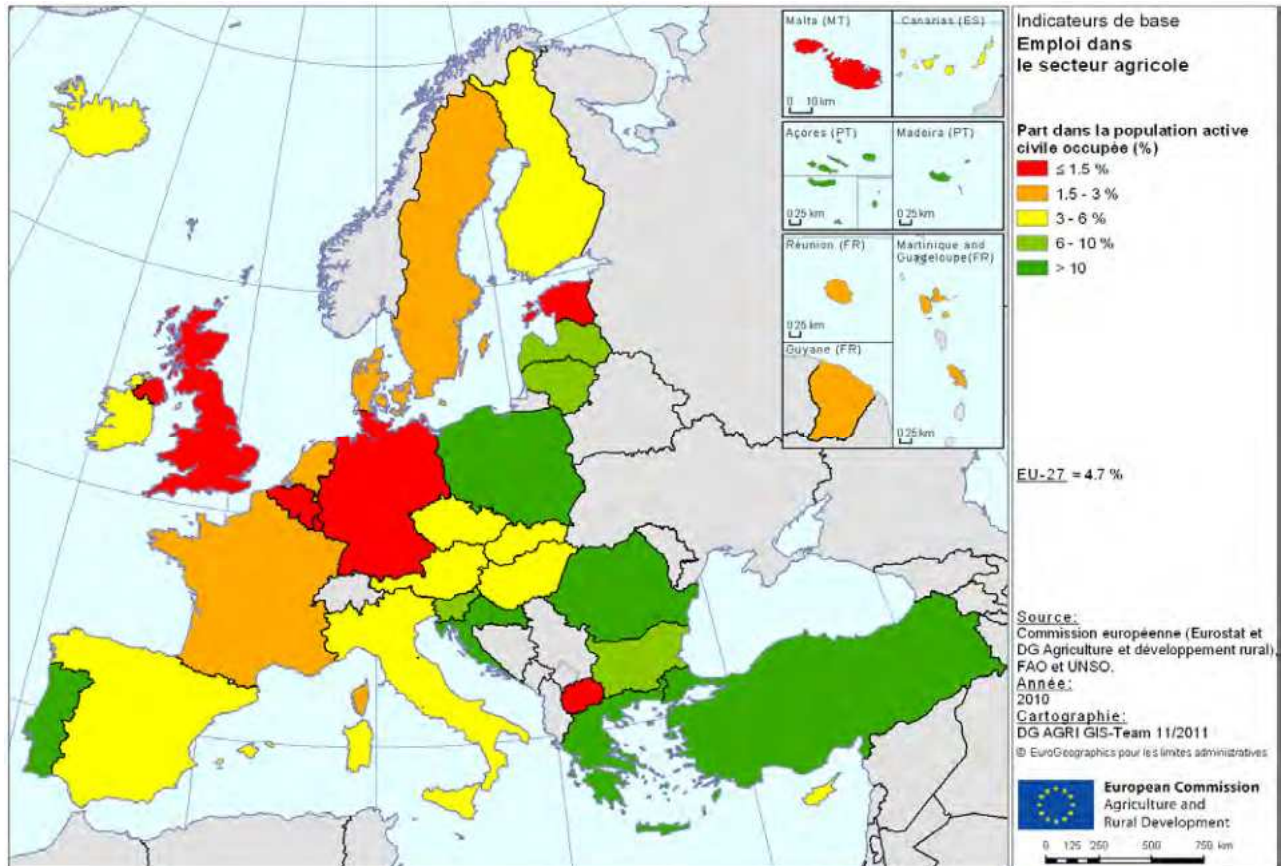 Malta (MT)
0 10 km
Canarias (ES)
Açores (PT)
0 25 km
Madeira (PT)
0 25 km
Réunion (FR)
0 25 km
Martinique and
Guadeloupe(FR)
0 25 km
Guyane (FR)
Indicateurs de base
Emploi dans
le secteur agricole
Part dans la population active
civile occupée (%)
≤ 1.5 %
1.5 - 3 %
3 - 6 %
6 - 10 %
> 10
EU-27 = 4.7 %
Source:
Commission européenne (Eurostat et
DG Agriculture et développement rural),
FAO et UNSO.
Année:
2010
Cartographie:
DG AGRI GIS-Team 11/2011
© EuroGeographics pour les limites administratives
European Commission
Agriculture and
Rural Development
0 125 250 500 750 km